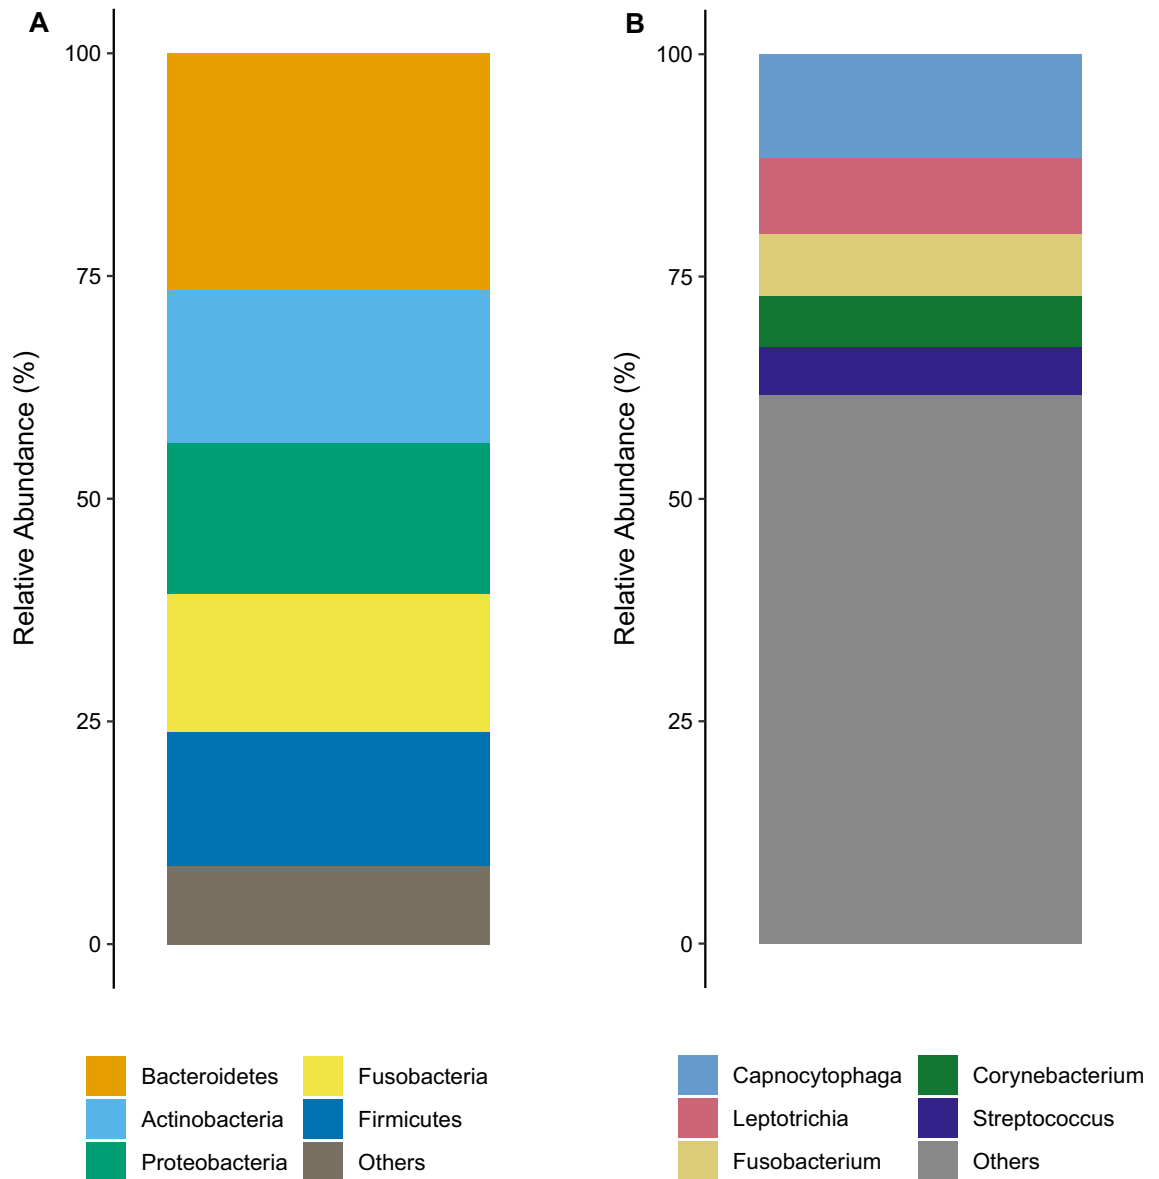 A
Relative Abundance (%)
100
75
50
25
0
Bacteroidetes
Actinobacteria
Proteobacteria
Fusobacteria
Firmicutes
Others
B
Relative Abundance (%)
100
75
50
25
0
Capnocytophaga
Leptotrichia
Fusobacterium
Corynebacterium
Streptococcus
Others